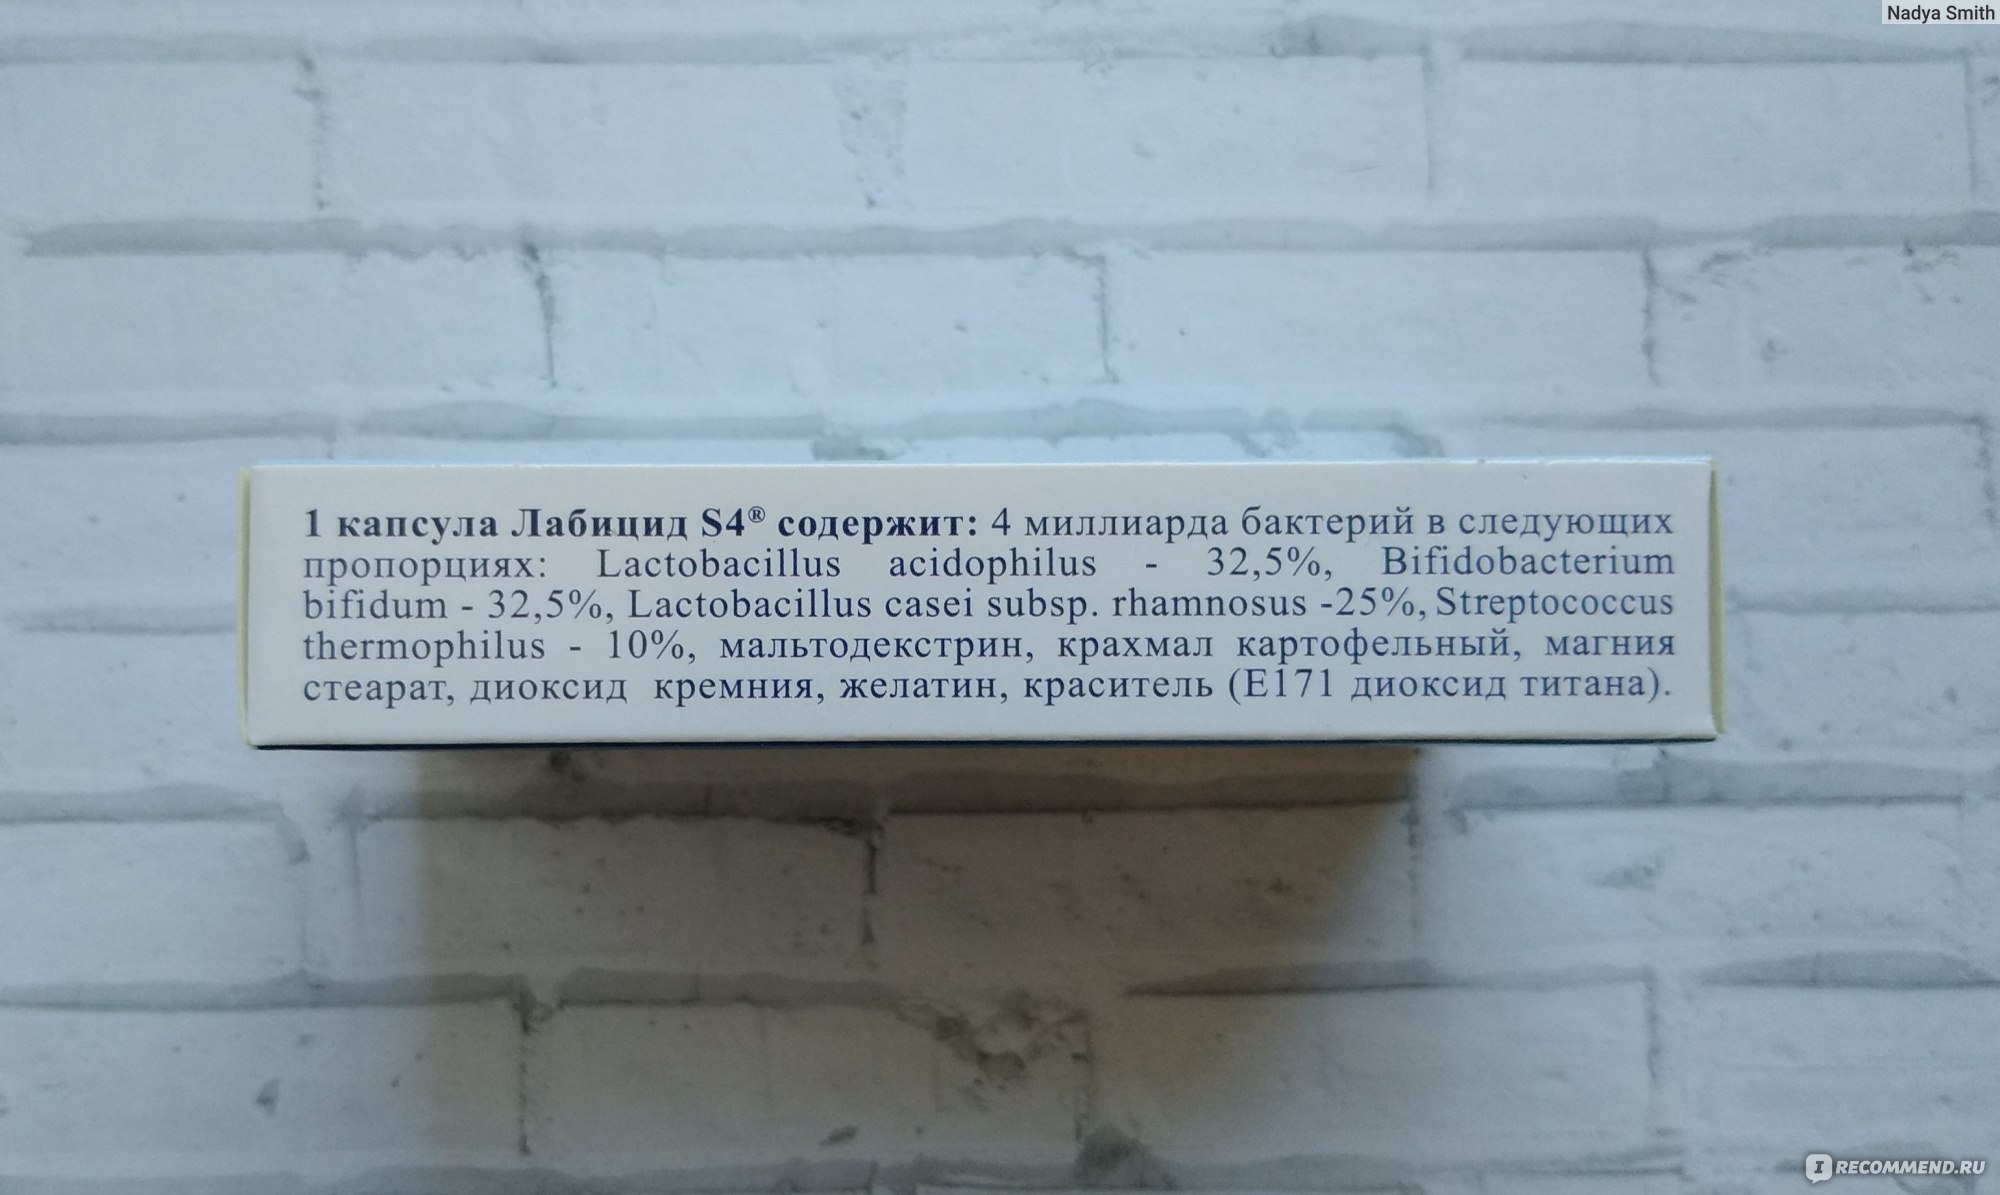 Nadya Smith
1 капсула Лабицид S4® содержит: 4 миллиарда бактерий в следующих
пропорциях: Lactobacillus acidophilus - 32,5%, Bifidobacterium
bifidum - 32,5%, Lactobacillus casei subsp. rhamnosus -25%, Streptococcus
thermophilus - 10%, мальтодекстрин, крахмал картофельный, магния
стеарат, диоксид кремния, желатин, краситель (Е171 диоксид титана).
IRECOMMEND.RU